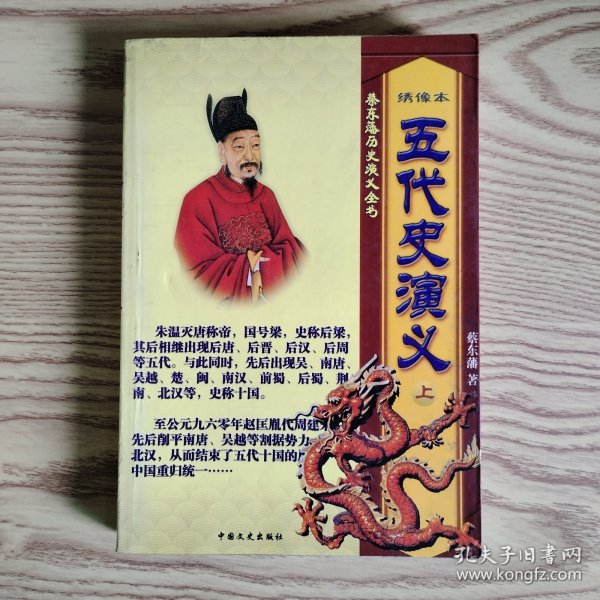 绣像本
五代史演义
上
蔡东藩 著
蔡东藩历史演义全书
朱温灭唐称帝，国号梁，史称后梁，
其后相继出现后唐、后晋、后汉、后周
等五代。与此同时，先后出现吴、南唐、
吴越、楚、闽、南汉、前蜀、后蜀、荆
南、北汉等，史称十国。
至公元九六零年赵匡胤代周建
先后削平南唐、吴越等割据势力
北汉，从而结束了五代十国的
中国重归统一……
中国文史出版社
孔夫子旧书网
www.kongfz.com